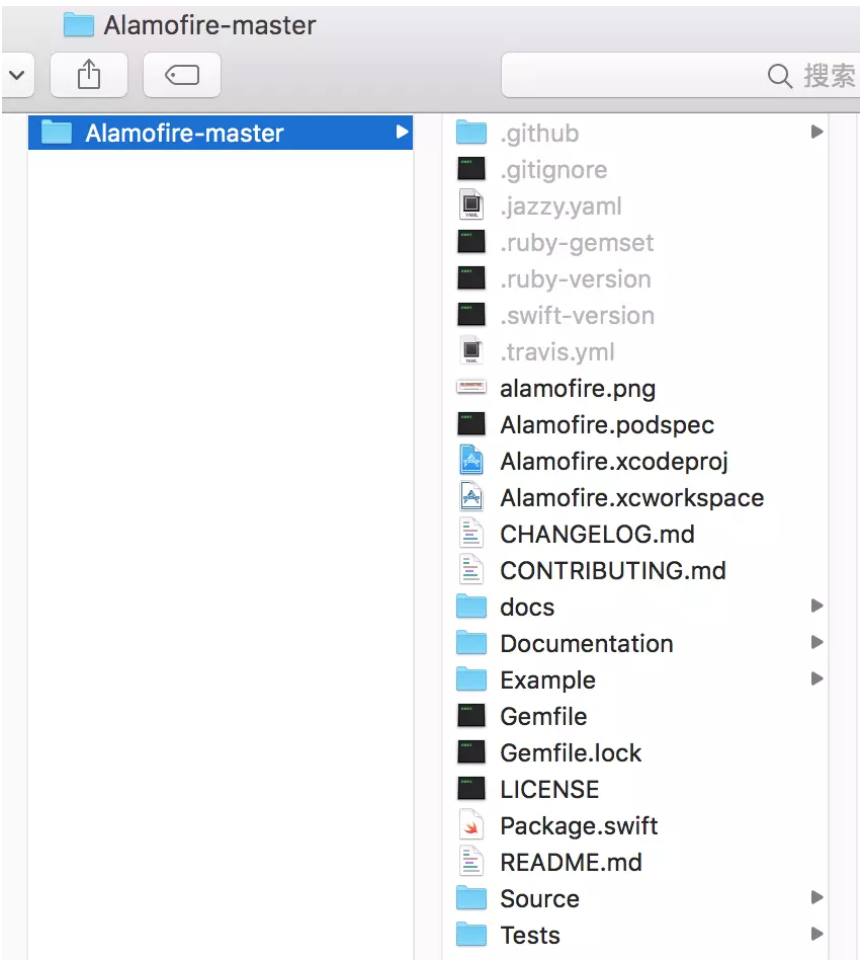 Alamofire-master
搜索
Alamofire-master
.github
.gitignore
.jazzy.yaml
.ruby-gemset
.ruby-version
.swift-version
.travis.yml
alamofire.png
Alamofire.podspec
Alamofire.xcodeproj
Alamofire.xcworkspace
CHANGELOG.md
CONTRIBUTING.md
docs
Documentation
Example
Gemfile
Gemfile.lock
LICENSE
Package.swift
README.md
Source
Tests